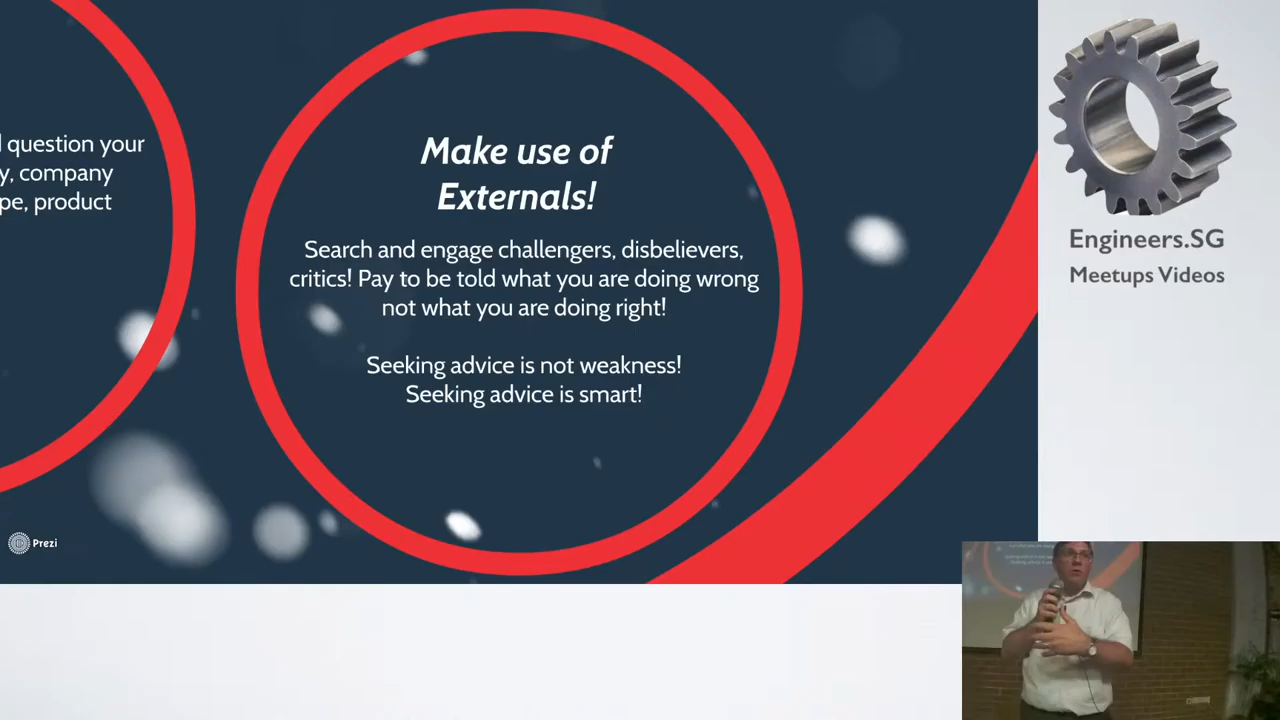 l question your
y, company
pe, product
Make use of
Externals!
Search and engage challengers, disbelievers,
critics! Pay to be told what you are doing wrong
not what you are doing right!
Seeking advice is not weakness!
Seeking advice is smart!
Prezi
Engineers.SG
Meetups Videos